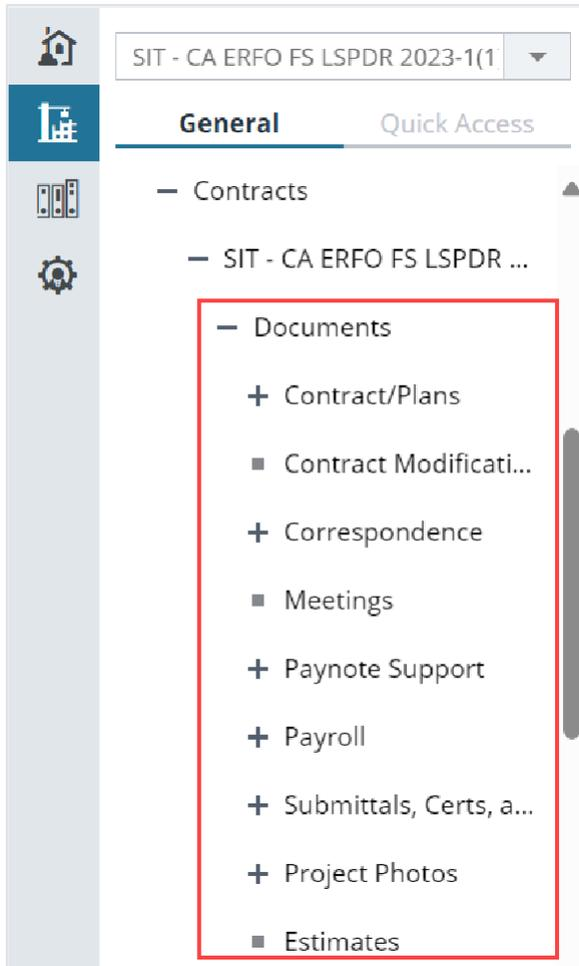 SIT - CA ERFO FS LSPDR 2023-1(1
General Quick Access
Contracts
SIT - CA ERFO FS LSPDR ...
Documents
Contract/Plans
Contract Modificati...
Correspondence
Meetings
Paynote Support
Payroll
Submittals, Certs, a...
Project Photos
Estimates